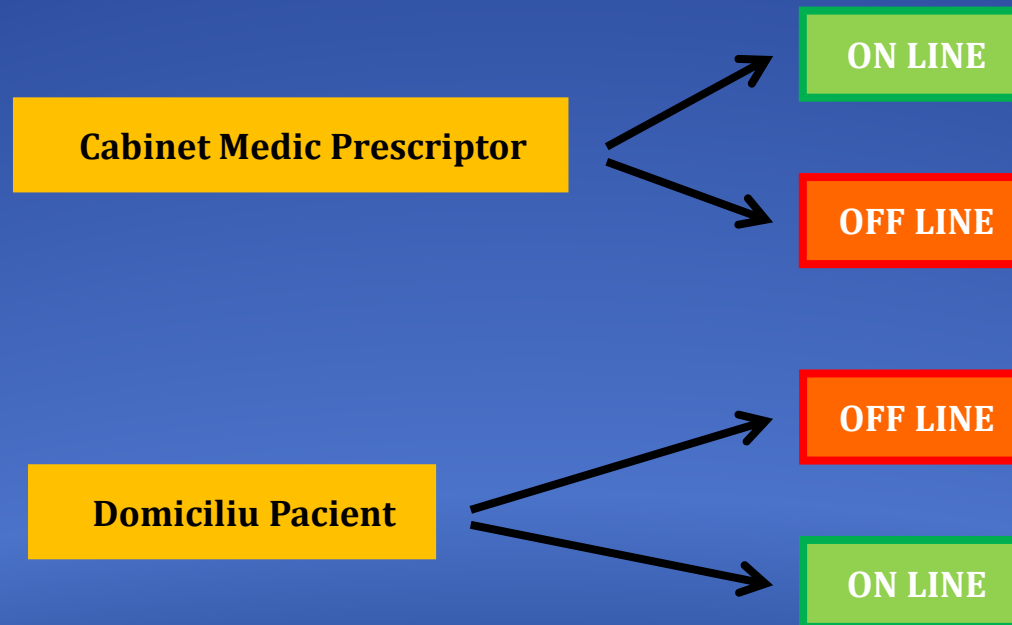 ON LINE
Cabinet Medic Prescriptor
OFF LINE
OFF LINE
Domiciliu Pacient
ON LINE